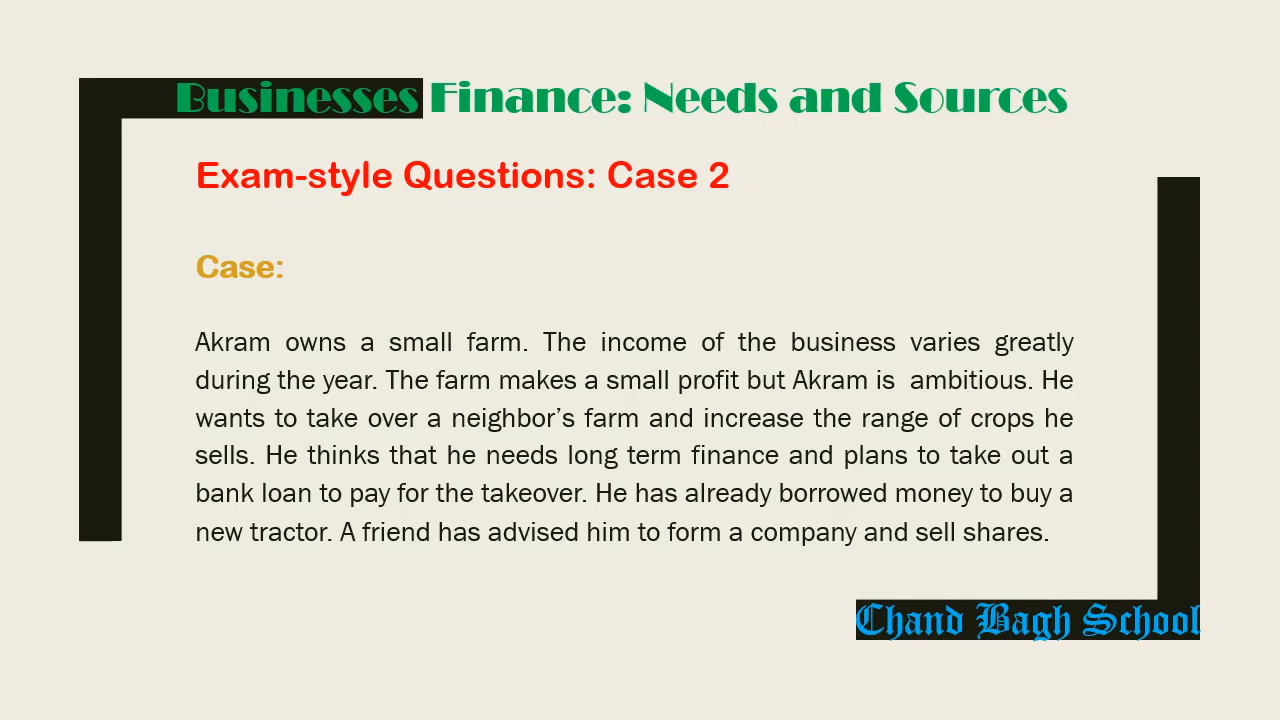 Businesses Finance: Needs and Sources
Exam-style Questions: Case 2
Case:
Akram owns a small farm. The income of the business varies greatly
during the year. The farm makes a small profit but Akram is  ambitious. He
wants to take over a neighbor’s farm and increase the range of crops he
sells. He thinks that he needs long term finance and plans to take out a
bank loan to pay for the takeover. He has already borrowed money to buy a
new tractor. A friend has advised him to form a company and sell shares.
Chand Bagh School